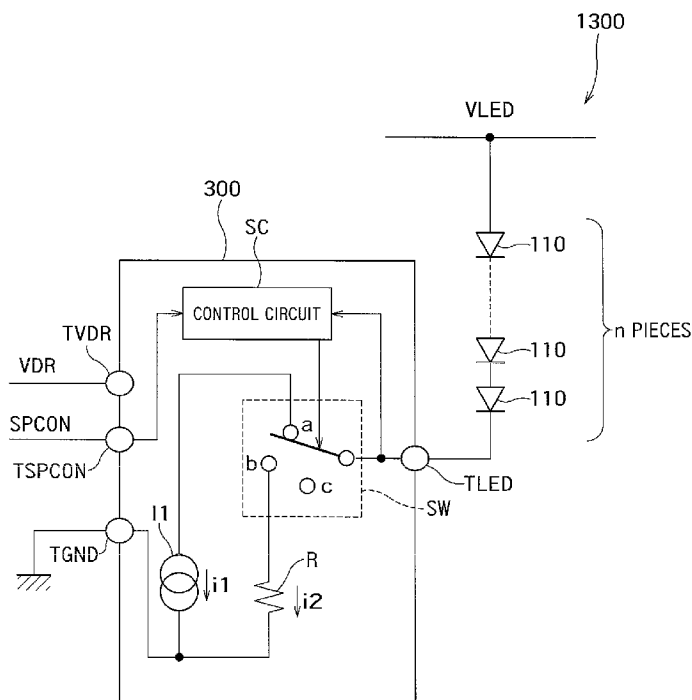 1300
VLED
300
SC
110
CONTROL CIRCUIT
TVDR
n PIECES
110
VDR
110
SPCON
a
TSPCON
b
c
TLED
SW
I1
TGND
R
i1
i2